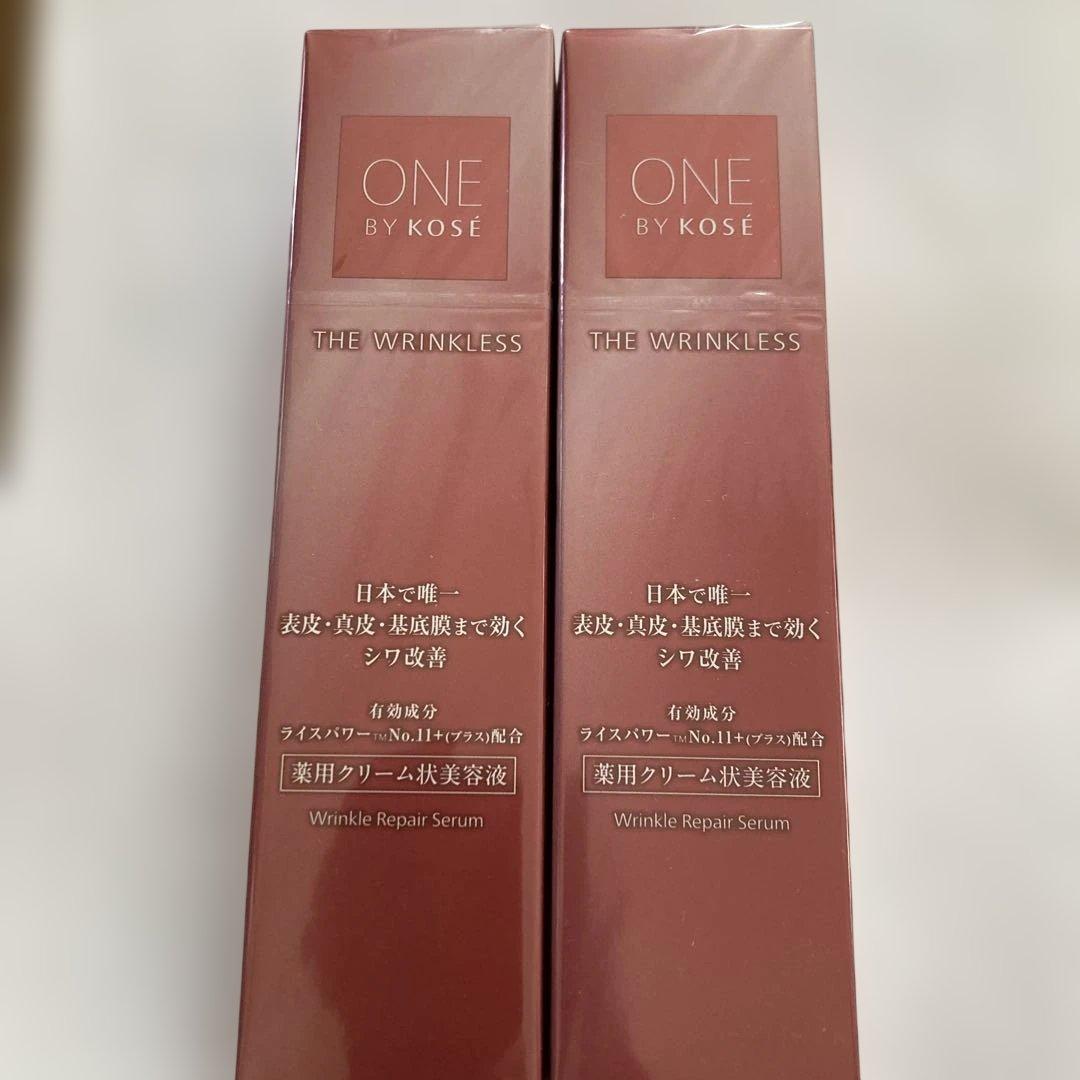 ONE
BY KOSÉ
THE WRINKLESS
日本で唯一
表皮・真皮・基底膜まで効く
シワ改善
有効成分
ライスパワー™No.11+(プラス)配合
薬用クリーム状美容液
Wrinkle Repair Serum
ONE
BY KOSÉ
THE WRINKLESS
日本で唯一
表皮・真皮・基底膜まで効く
シワ改善
有効成分
ライスパワー™No.11+(プラス)配合
薬用クリーム状美容液
Wrinkle Repair Serum